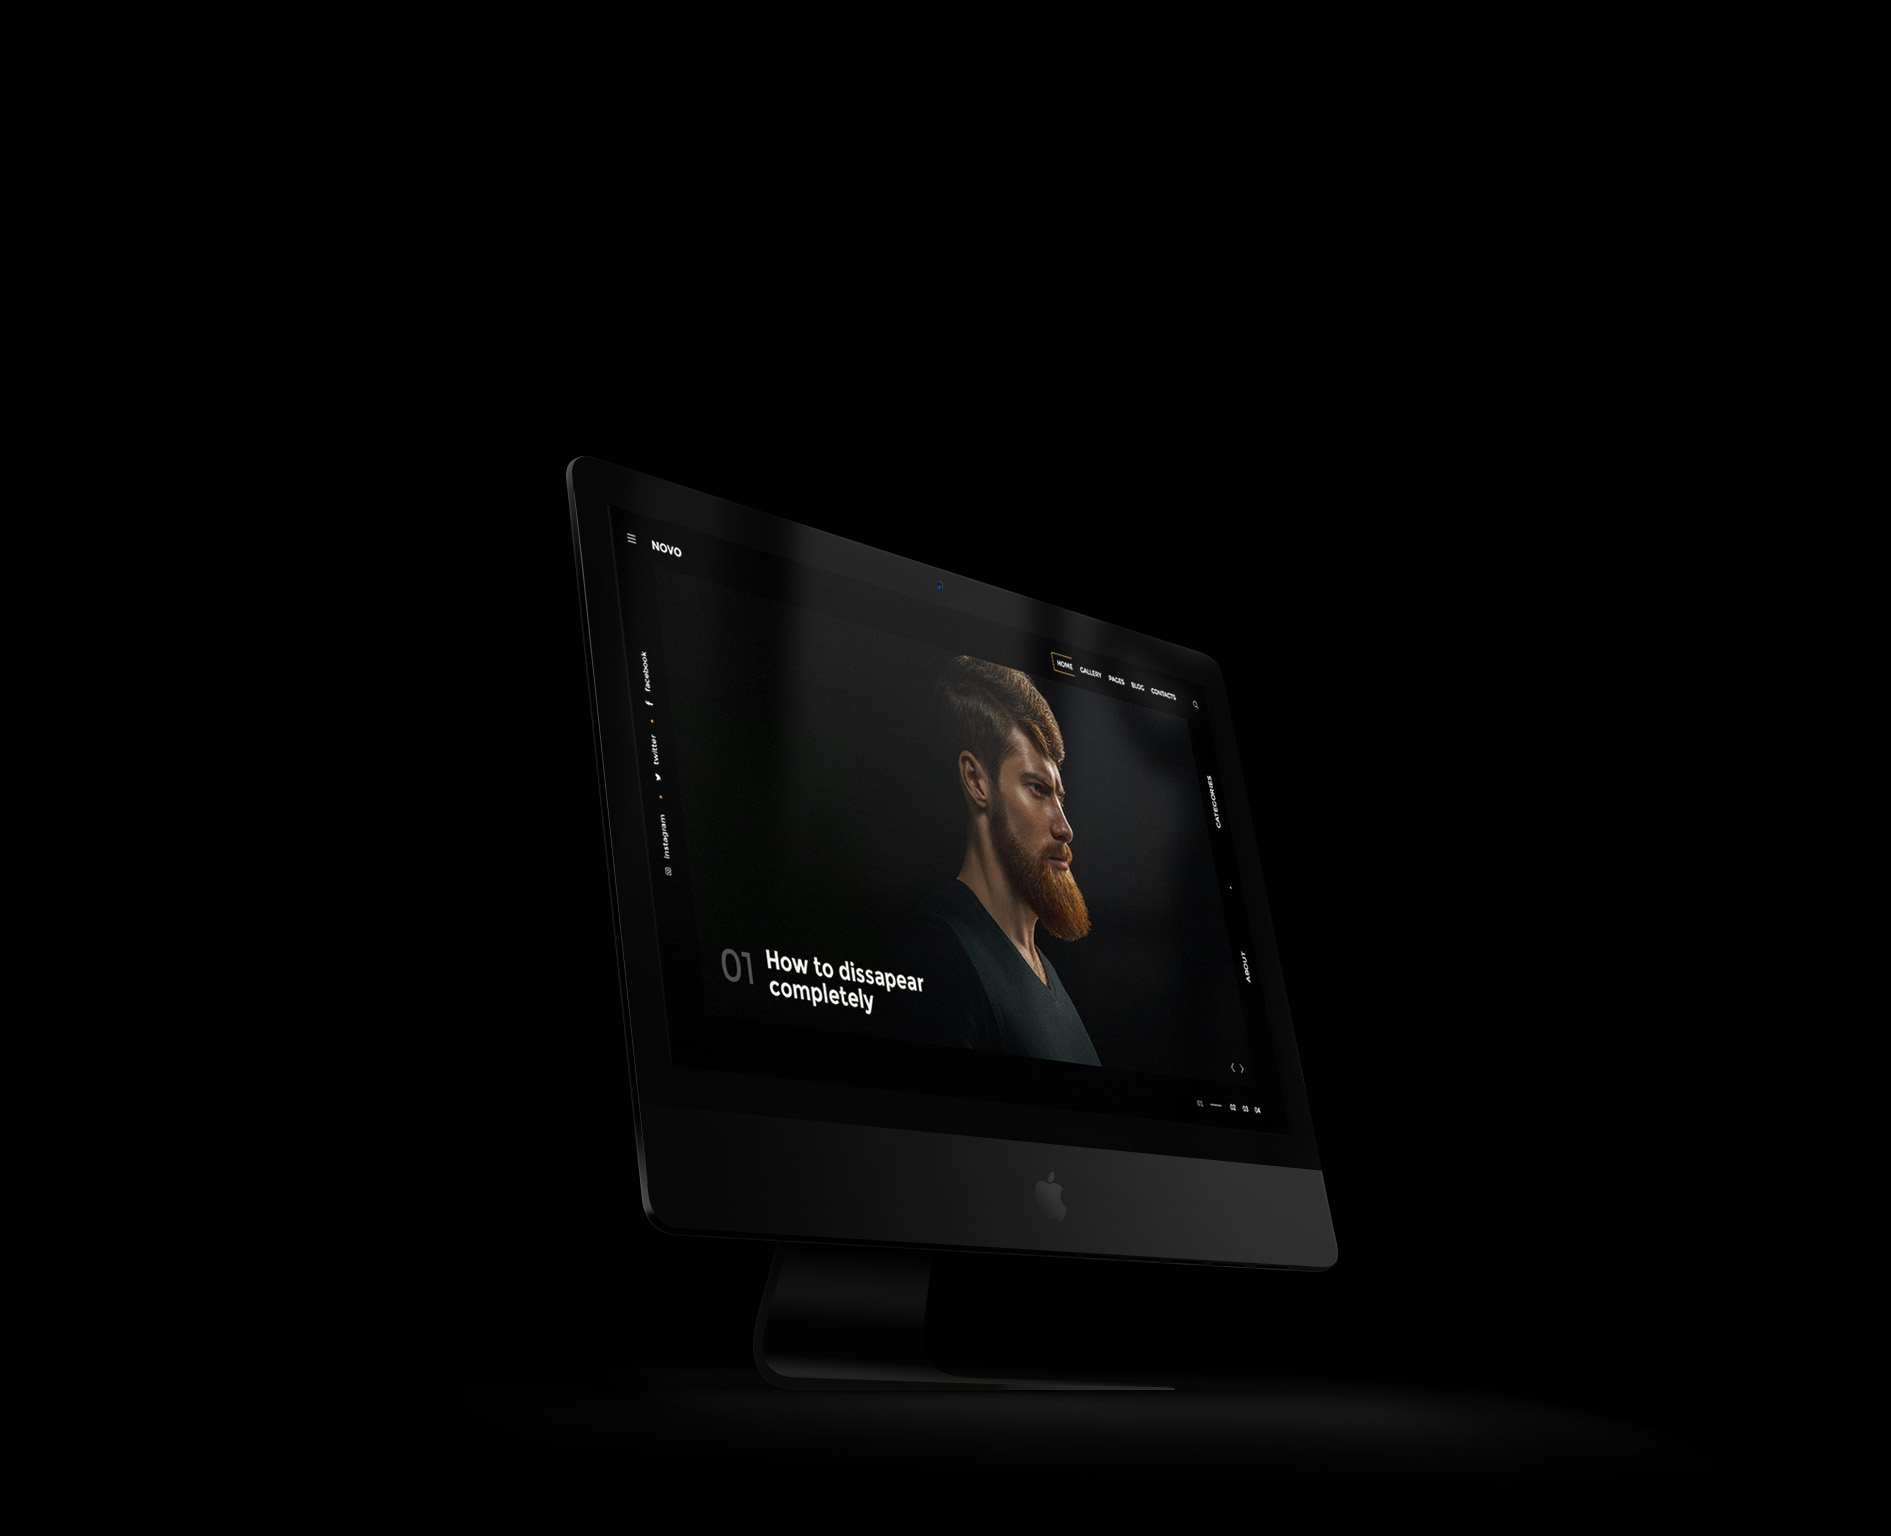 NOVO
HOME GALLERY PAGES BLOG CONTACTS
facebook
twitter
instagram
CATEGORIES
ABOUT
01
How to dissapear
completely
01 02 03 04